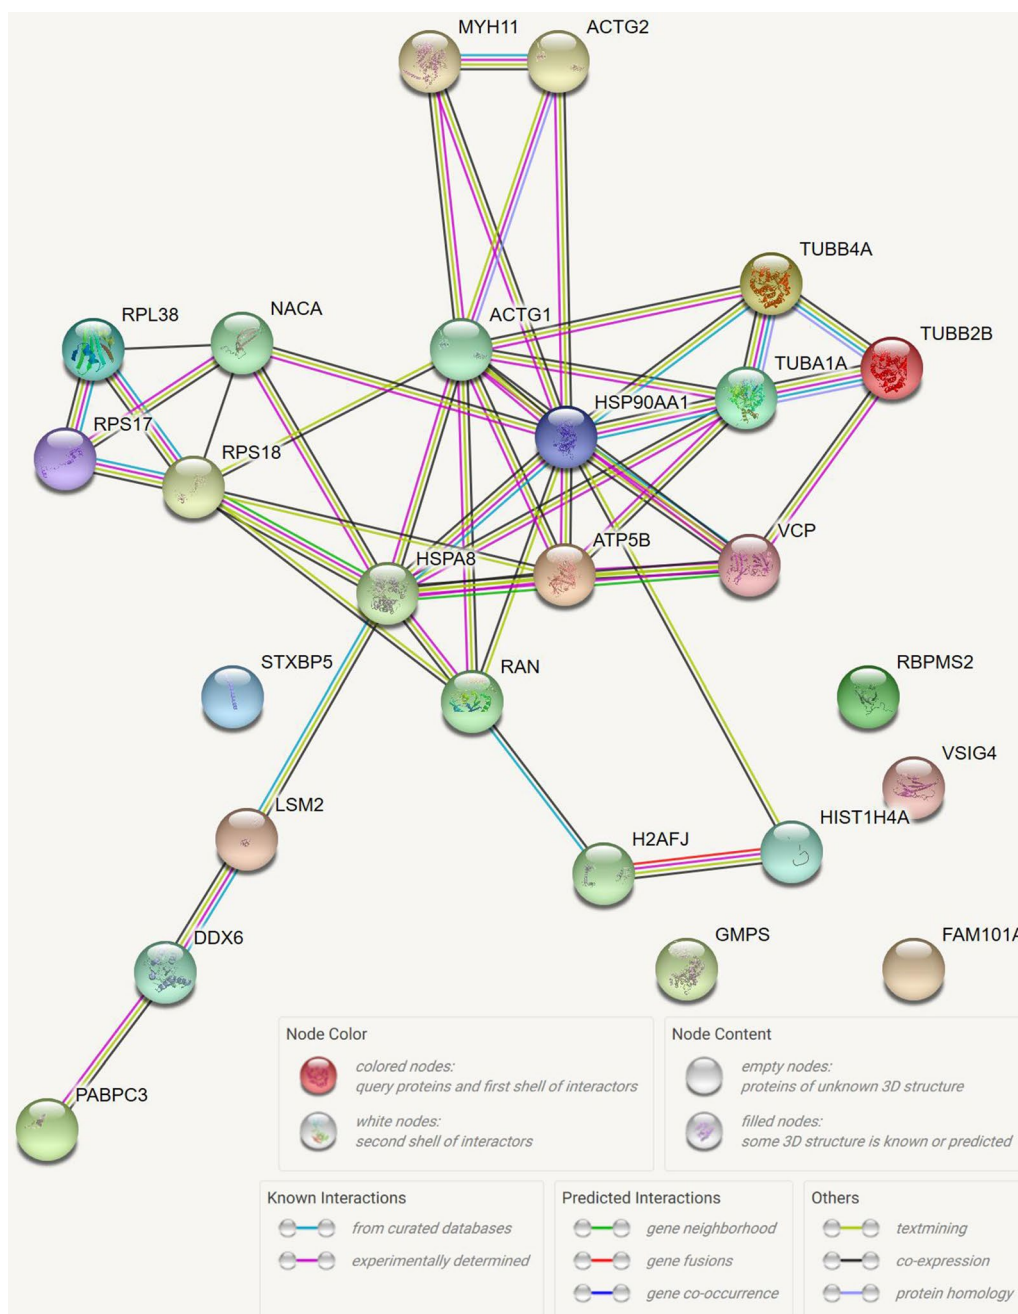 MYH11
ACTG2
TUBB4A
RPL38
NACA
ACTG1
TUBB2B
TUBA1A
HSP90AA1
RPS17
RPS18
VCP
ATP5B
HSPA8
STXBP5
RAN
RBPMS2
VSIG4
LSM2
HIST1H4A
H2AFJ
DDX6
GMPS
FAM101A
PABPC3
Node Color
colored nodes:
query proteins and first shell of interactors
white nodes:
second shell of interactors
Node Content
empty nodes:
proteins of unknown 3D structure
filled nodes:
some 3D structure is known or predicted
Known Interactions
from curated databases
experimentally determined
Predicted Interactions
gene neighborhood
gene fusions
gene co-occurrence
Others
textmining
co-expression
protein homology